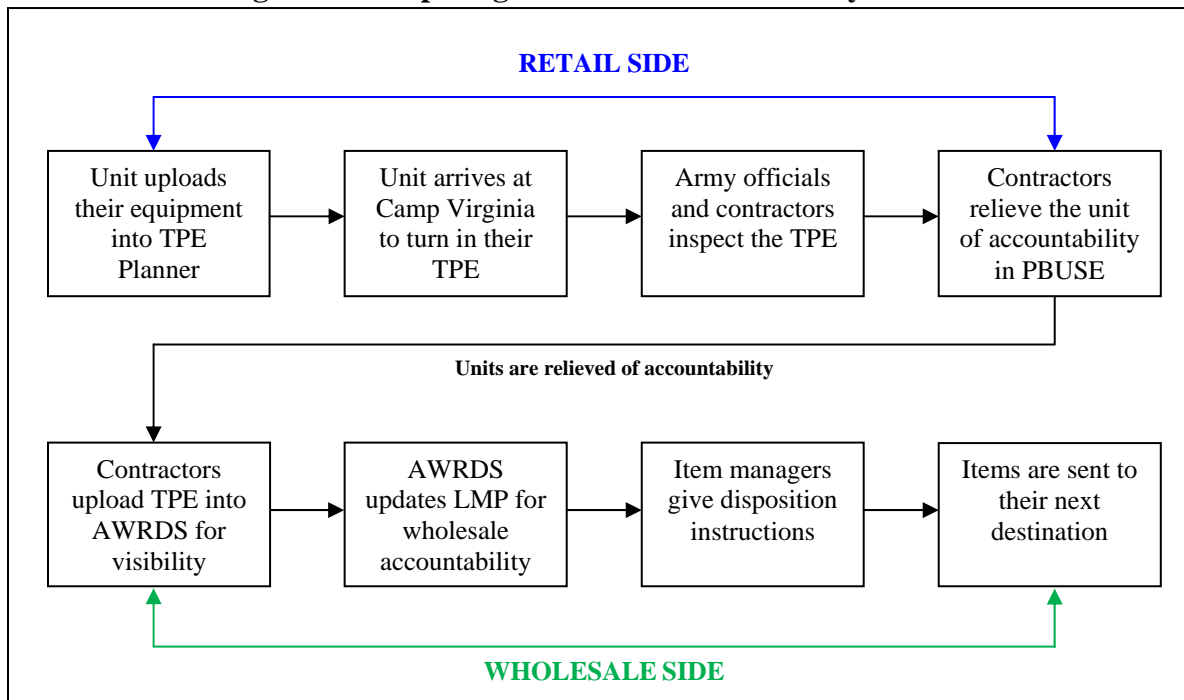 RETAIL SIDE
Unit uploads
their equipment
into TPE
Planner
Unit arrives at
Camp Virginia
to turn in their
TPE
Army officials
and contractors
inspect the TPE
Contractors
relieve the unit
of accountability
in PBUSE
Units are relieved of accountability
Contractors
upload TPE into
AWRDS for
visibility
AWRDS
updates LMP for
wholesale
accountability
Item managers
give disposition
instructions
Items are sent to
their next
destination
WHOLESALE SIDE